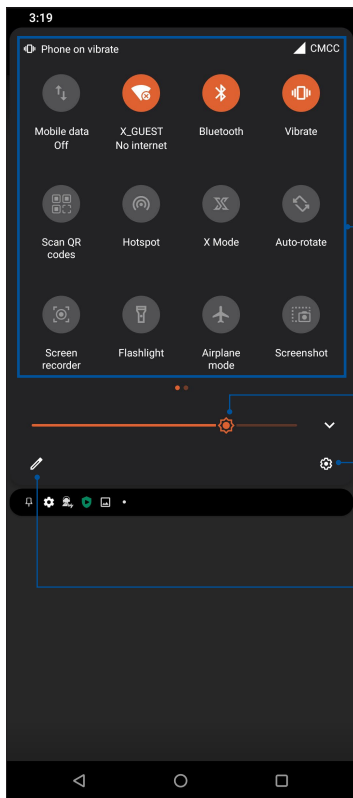 3:19
Phone on vibrate
CMCC
Mobile data
Off
X_GUEST
No internet
Bluetooth
Vibrate
Scan QR
codes
Hotspot
X Mode
Auto-rotate
Screen
recorder
Flashlight
Airplane
mode
Screenshot